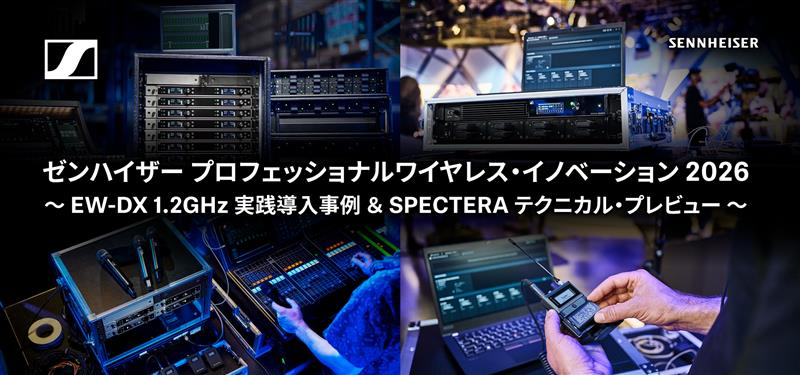 SENNHEISER
ゼンハイザー プロフェッショナルワイヤレス・イノベーション 2026
～ EW-DX 1.2GHz 実践導入事例 & SPECTERA テクニカル・プレビュー ～